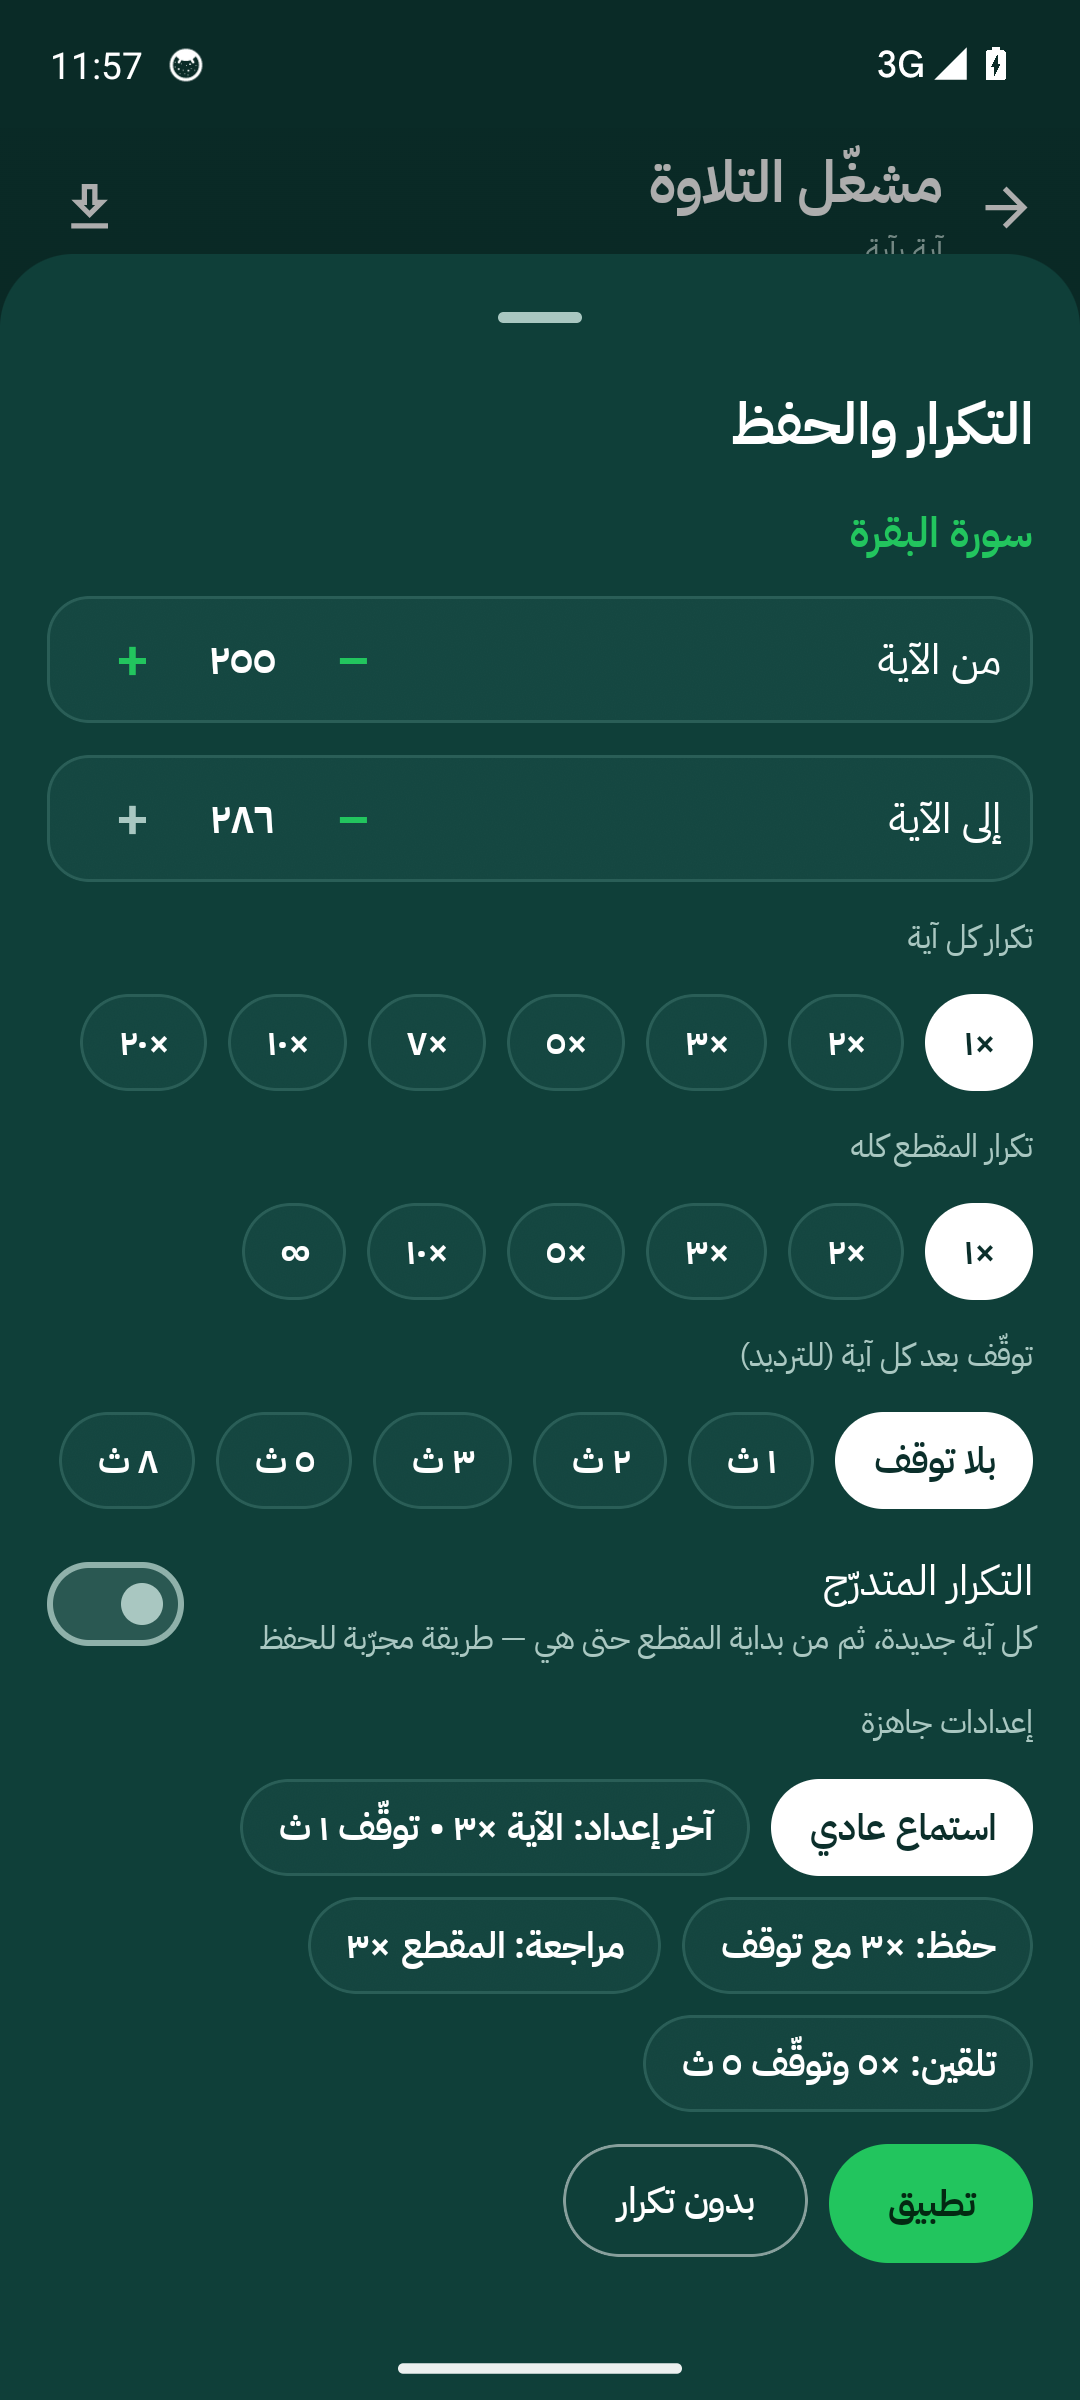 11:57
3G
مشغّل التلاوة
آية بآية
التكرار والحفظ
سورة البقرة
من الآية
− ٢٥٥ +
إلى الآية
− ٢٨٦ +
تكرار كل آية
×١ ×٢ ×٣ ×٥ ×٧ ×١٠ ×٢٠
تكرار المقطع كله
×١ ×٢ ×٣ ×٥ ×١٠ ∞
توقّف بعد كل آية (للترديد)
بلا توقف ١ ث ٢ ث ٣ ث ٥ ث ٨ ث
التكرار المتدرّج
كل آية جديدة، ثم من بداية المقطع حتى هي — طريقة مجرّبة للحفظ
إعدادات جاهزة
استماع عادي آخر إعداد: الآية ×٣ • توقّف ١ ث
حفظ: ×٣ مع توقف مراجعة: المقطع ×٣
تلقين: ×٥ وتوقّف ٥ ث
تطبيق بدون تكرار